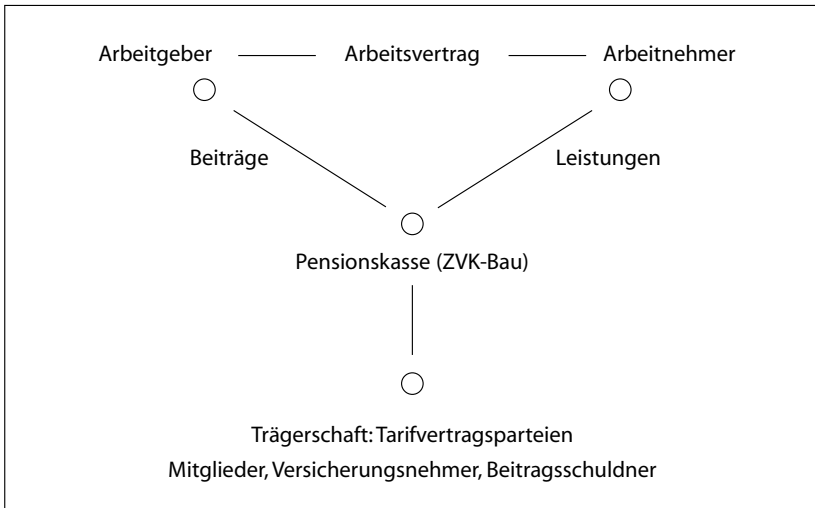 Arbeitgeber Arbeitsvertrag Arbeitnehmer
Beiträge Leistungen
Pensionskasse (ZVK-Bau)
Trägerschaft: Tarifvertragsparteien
Mitglieder, Versicherungsnehmer, Beitragsschuldner